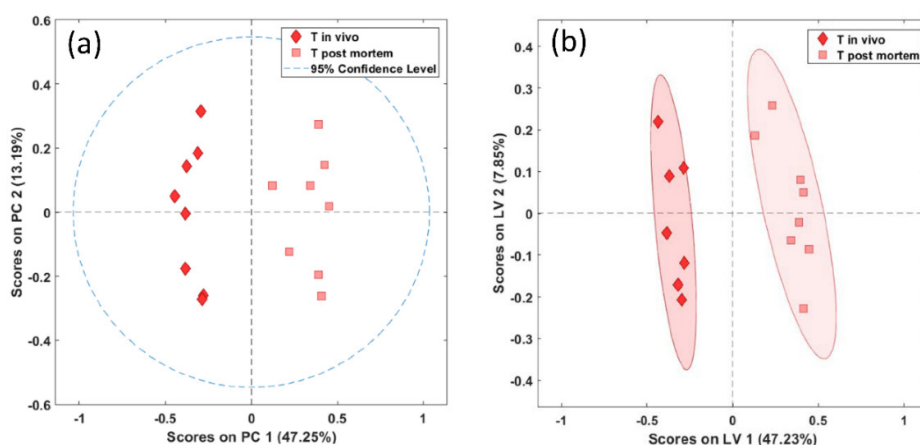 (a)
T in vivo
T post mortem
95% Confidence Level
0.6
0.4
0.2
0
-0.2
-0.4
-0.6
Scores on PC 2 (13.19%)
-1
-0.5
0
0.5
1
Scores on PC 1 (47.25%)
(b)
T in vivo
T post mortem
0.4
0.3
0.2
0.1
0
-0.1
-0.2
-0.3
-0.4
Scores on LV 2 (7.85%)
-1
-0.5
0
0.5
1
Scores on LV 1 (47.23%)